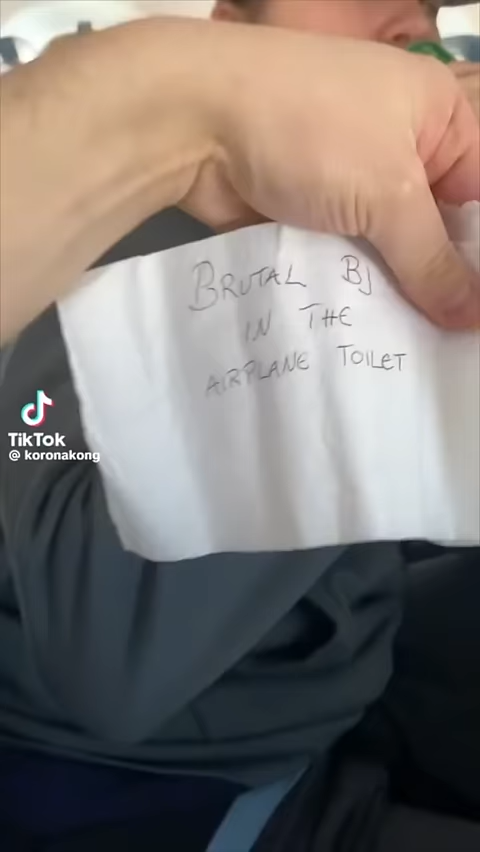 BRUTAL BJ
IN THE
AIRPLANE TOILET
TikTok
@ koronakong